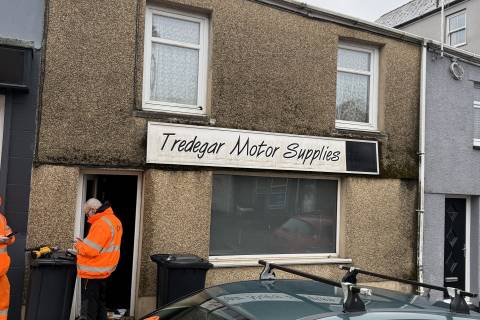 Tredegar Motor Supplies